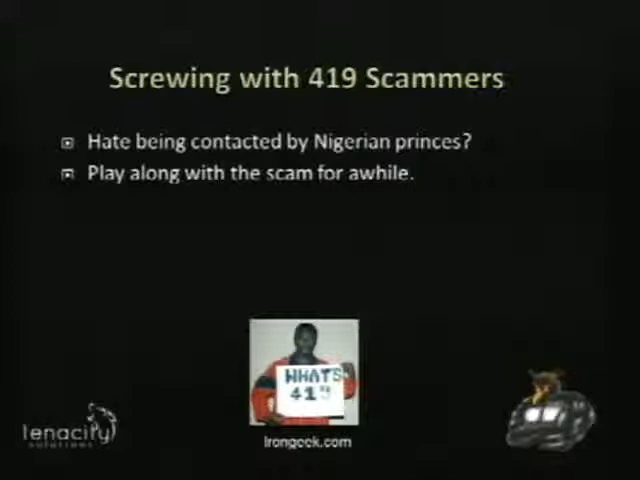 Screwing with 419 Scammers
Hate being contacted by Nigerian princes?
Play along with the scam for awhile.
WHATS
419
Irongeek.com
tenacity
solutions